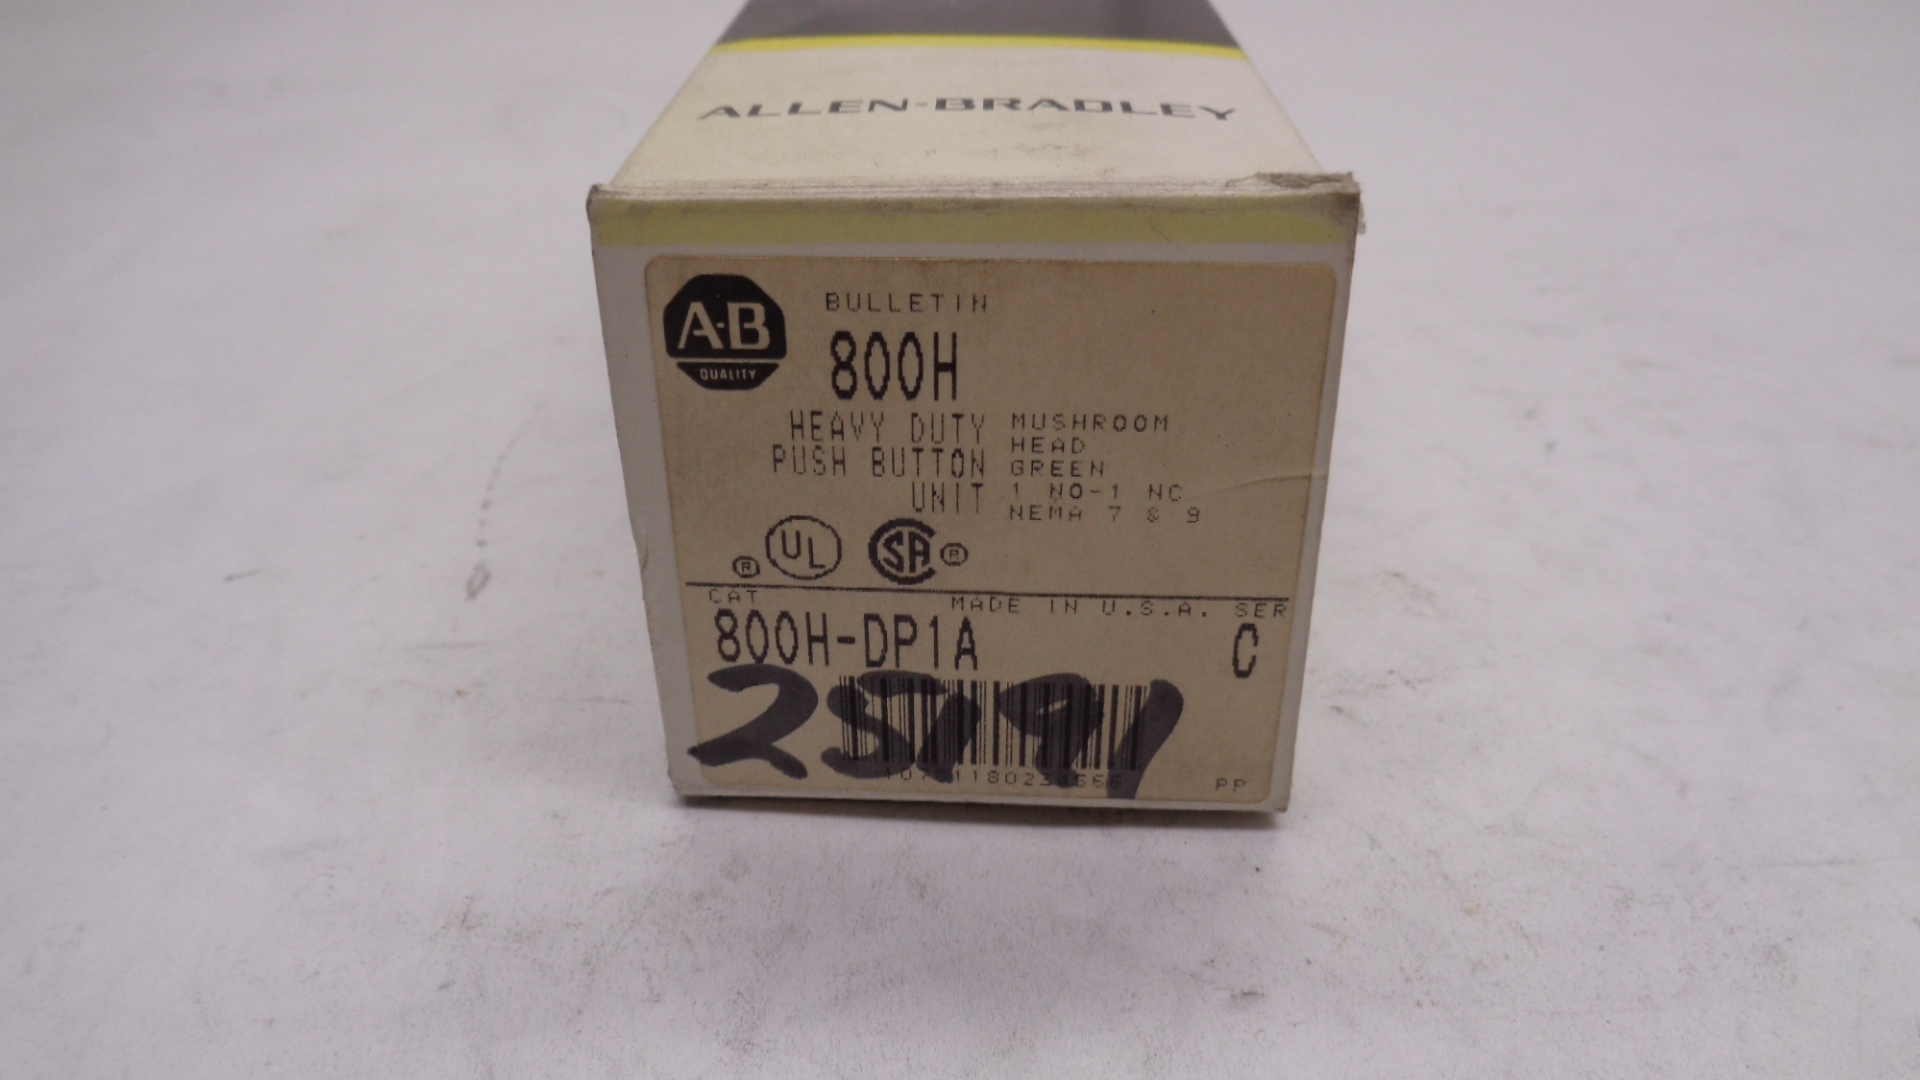 ALLEN-BRADLEY
A-B
QUALITY
BULLETIN
800H
HEAVY DUTY
PUSH BUTTON
UNIT
MUSHROOM
HEAD
GREEN
1 NO-1 NC
NEMA 7 & 9
® UL
SA ®
CAT
MADE IN U.S.A.
SER
800H-DP1A
C
PP